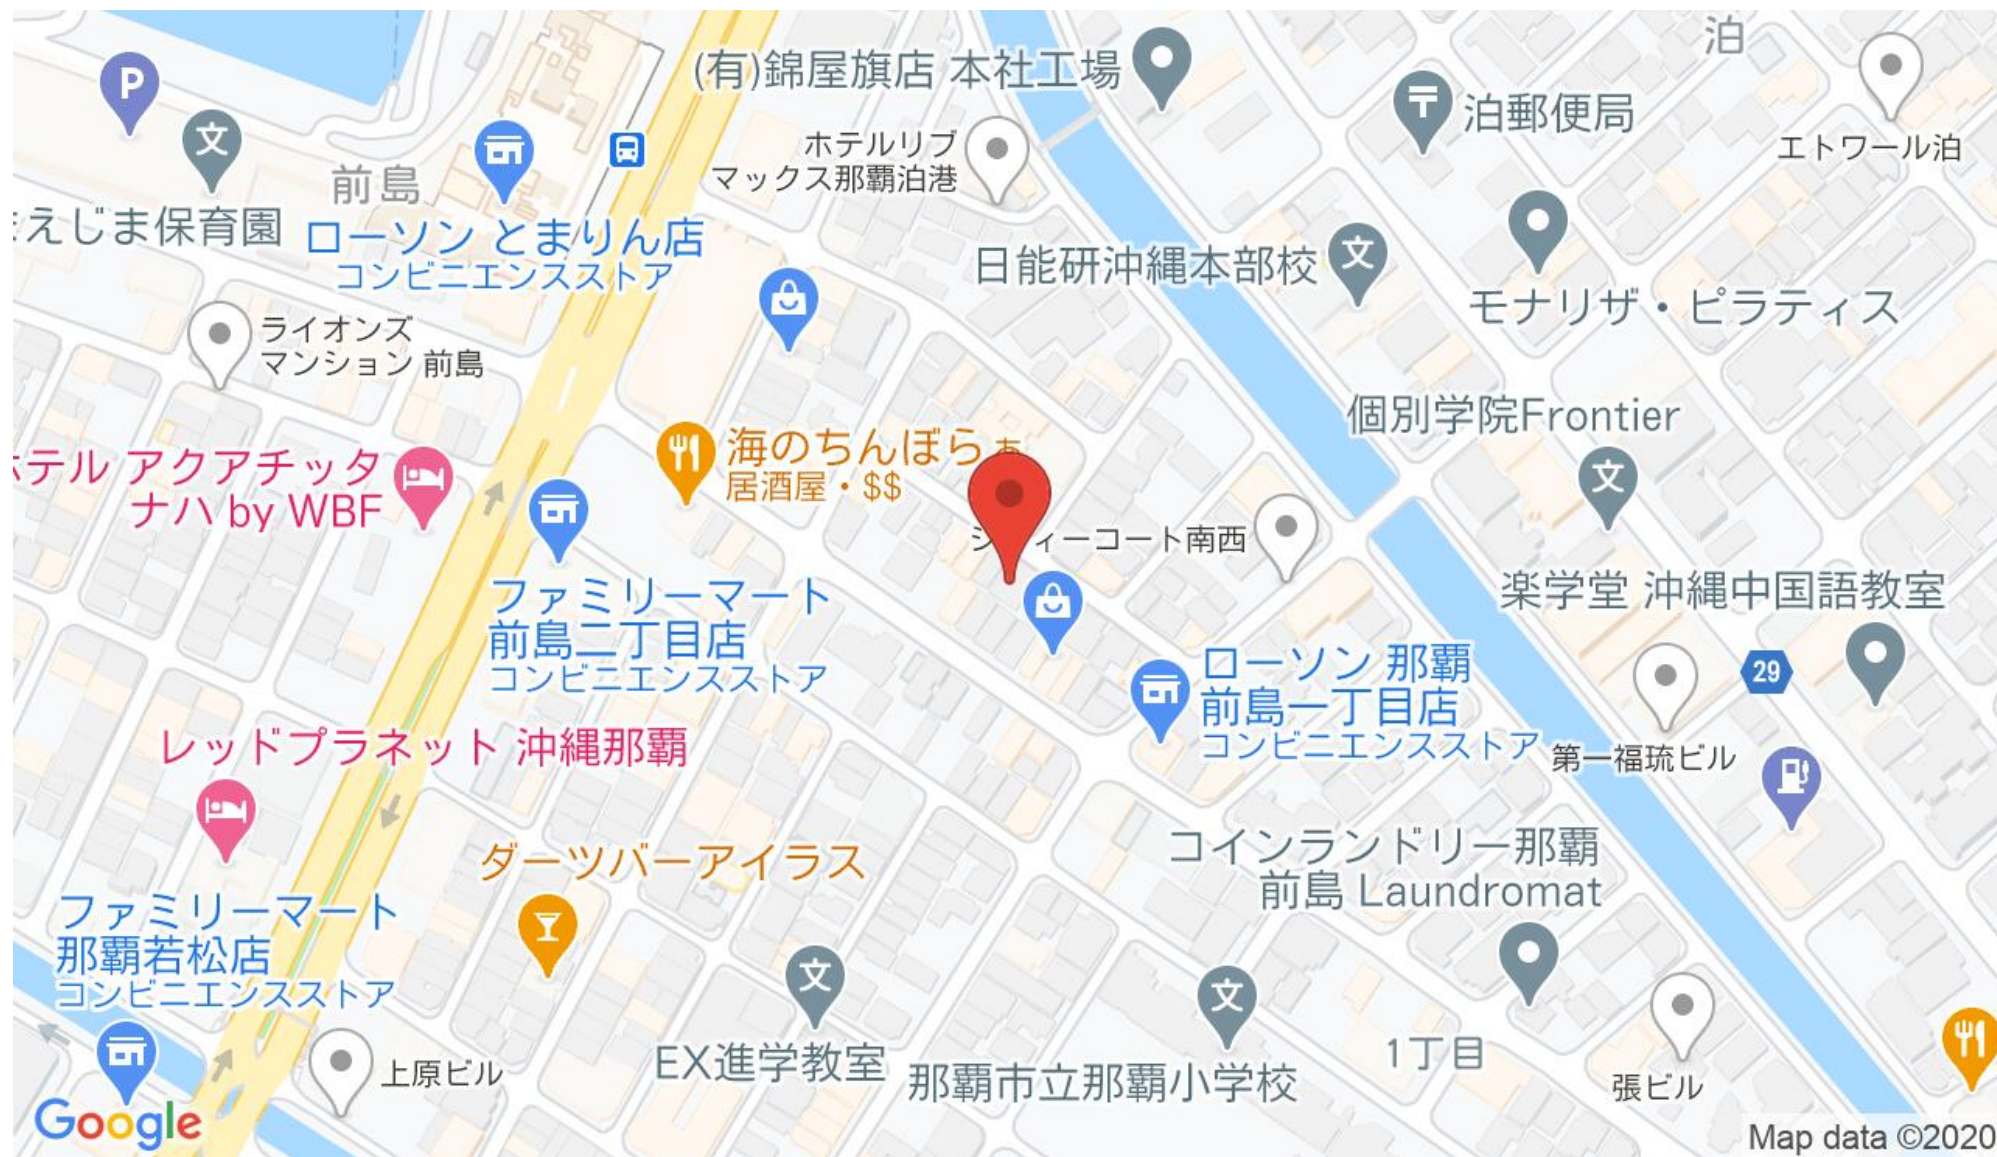 泊
(有)錦屋旗店 本社工場
P
文
前島
えじま保育園
ローソン とまりん店
コンビニエンスストア
ホテルリブ
マックス那覇泊港
〒
泊郵便局
エトワール泊
日能研沖縄本部校
文
モナリザ・ピラティス
ライオンズ
マンション 前島
個別学院Frontier
文
テル アクアチッタ
ナハ by WBF
海のちんぼらぁ
居酒屋・$$
ィーコート南西
ファミリーマート
前島二丁目店
コンビニエンスストア
楽学堂 沖縄中国語教室
ローソン 那覇
前島一丁目店
コンビニエンスストア
29
第一福琉ビル
レッドプラネット 沖縄那覇
ダーツバーアイラス
コインランドリー那覇
前島 Laundromat
ファミリーマート
那覇若松店
コンビニエンスストア
文
EX進学教室
文
那覇市立那覇小学校
1丁目
張ビル
上原ビル
Google
Map data ©2020